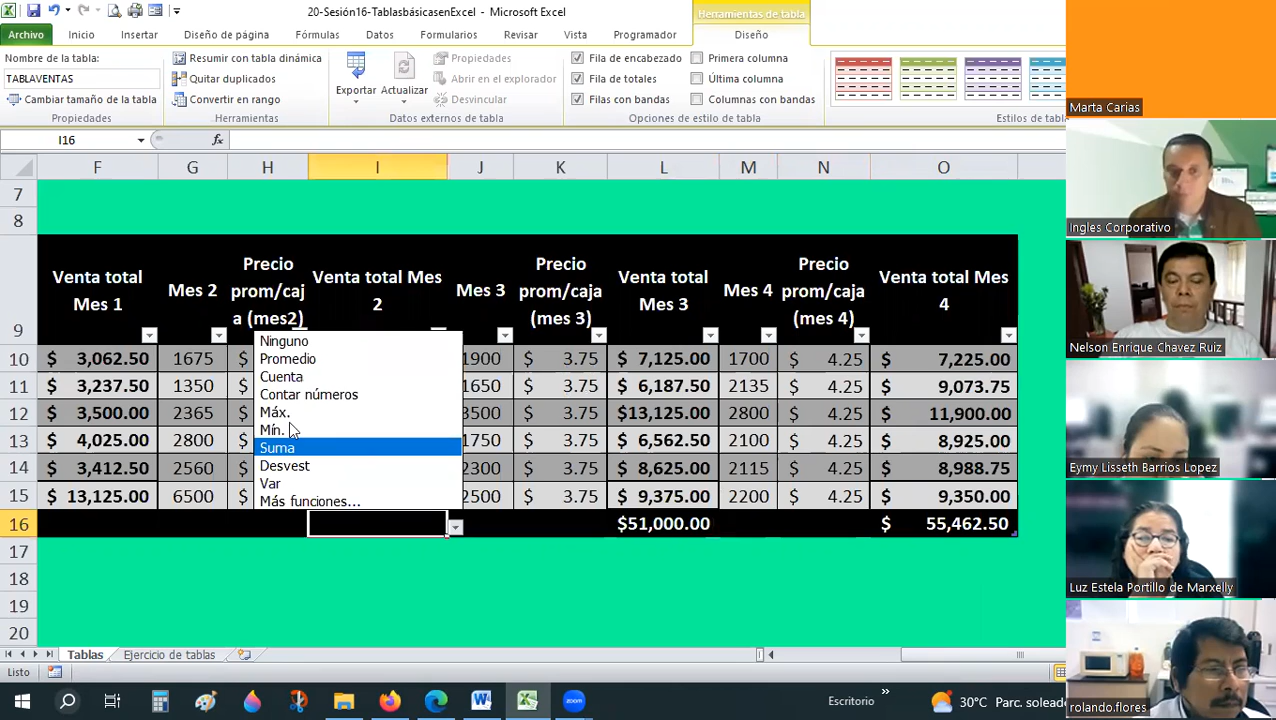 20-Sesión16-TablasbásicasenExcel - Microsoft Excel
Herramientas de tabla
Archivo Inicio Insertar Diseño de página Fórmulas Datos Formularios Revisar Vista Programador Diseño
Nombre de la tabla:
TABLAVENTAS
Cambiar tamaño de la tabla
Propiedades
Resumir con tabla dinámica
Quitar duplicados
Convertir en rango
Herramientas
Exportar Actualizar
Propiedades
Abrir en el explorador
Desvincular
Datos externos de tabla
Fila de encabezado
Fila de totales
Filas con bandas
Primera columna
Última columna
Columnas con bandas
Opciones de estilo de tabla
Estilos de tabl
I16
fx
F G H I J K L M N O
7
8
9
Venta total
Mes 1
Mes 2
Precio
prom/caj
a (mes2)
Venta total Mes
2
Mes 3
Precio
prom/caja
(mes 3)
Venta total
Mes 3
Mes 4
Precio
prom/caja
(mes 4)
Venta total Mes
4
10 $ 3,062.50 1675 $ 1900 $ 3.75 $ 7,125.00 1700 $ 4.25 $ 7,225.00
11 $ 3,237.50 1350 $ 1650 $ 3.75 $ 6,187.50 2135 $ 4.25 $ 9,073.75
12 $ 3,500.00 2365 $ 3500 $ 3.75 $13,125.00 2800 $ 4.25 $ 11,900.00
13 $ 4,025.00 2800 $ 1750 $ 3.75 $ 6,562.50 2100 $ 4.25 $ 8,925.00
14 $ 3,412.50 2560 $ 2300 $ 3.75 $ 8,625.00 2115 $ 4.25 $ 8,988.75
15 $ 13,125.00 6500 $ 2500 $ 3.75 $ 9,375.00 2200 $ 4.25 $ 9,350.00
16 $51,000.00 $ 55,462.50
17
18
19
20
Ninguno
Promedio
Cuenta
Contar números
Máx.
Mín.
Suma
Desvest
Var
Más funciones...
Tablas Ejercicio de tablas
Listo
Escritorio » 30°C Parc. soleado
Marta Carias
Ingles Corporativo
Nelson Enrique Chavez Ruiz
Eymy Lisseth Barrios Lopez
Luz Estela Portillo de Marxelly
rolando.flores